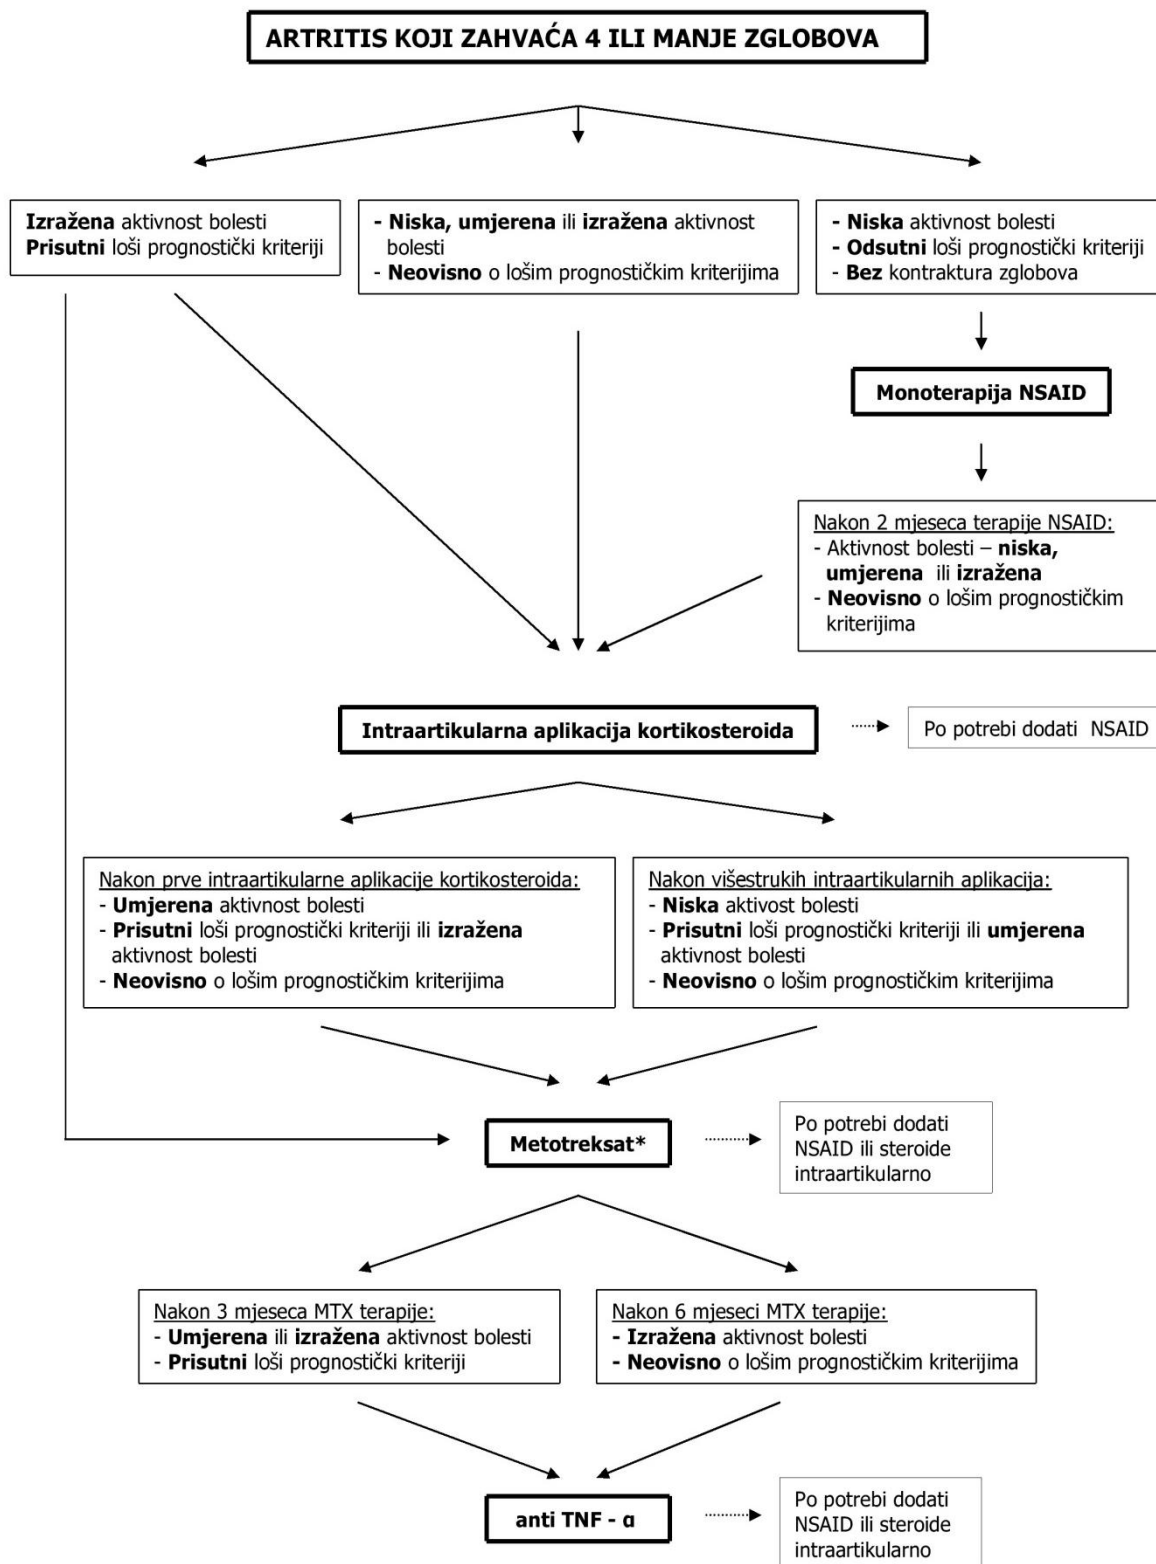 ARTRITIS KOJI ZAHVAĆA 4 ILI MANJE ZGLOBOVA
Izražena aktivnost bolesti
Prisutni loši prognostički kriteriji
- Niska, umjerena ili izražena aktivnost
bolesti
- Neovisno o lošim prognostičkim kriterijima
- Niska aktivnost bolesti
- Odsutni loši prognostički kriteriji
- Bez kontraktura zglobova
Monoterapija NSAID
Nakon 2 mjeseca terapije NSAID:
- Aktivnost bolesti – niska,
umjerena ili izražena
- Neovisno o lošim prognostičkim
kriterijima
Intraartikularna aplikacija kortikosteroida
Po potrebi dodati NSAID
Nakon prve intraartikularne aplikacije kortikosteroida:
- Umjerena aktivnost bolesti
- Prisutni loši prognostički kriteriji ili izražena
aktivnost bolesti
- Neovisno o lošim prognostičkim kriterijima
Nakon višestrukih intraartikularnih aplikacija:
- Niska aktivost bolesti
- Prisutni loši prognostički kriteriji ili umjerena
aktivnost bolesti
- Neovisno o lošim prognostičkim kriterijima
Metotreksat*
Po potrebi dodati
NSAID ili steroide
intraartikularno
Nakon 3 mjeseca MTX terapije:
- Umjerena ili izražena aktivnost bolesti
- Prisutni loši prognostički kriteriji
Nakon 6 mjeseci MTX terapije:
- Izražena aktivnost bolesti
- Neovisno o lošim prognostičkim kriterijima
anti TNF - α
Po potrebi dodati
NSAID ili steroide
intraartikularno